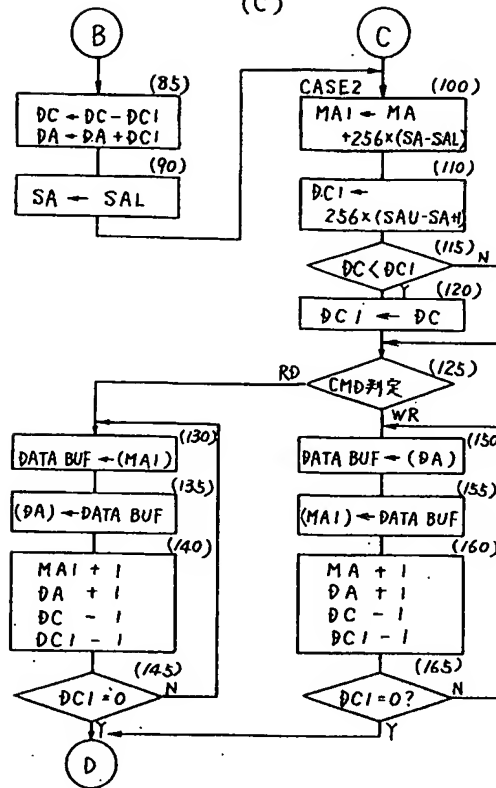 (C)
B
(85)
DC ← DC - DC1
DA ← DA + DC1
(90)
SA ← SAL
C
CASE2
(100)
MA1 ← MA
+256×(SA-SAL)
(110)
DC1 ←
256×(SAU-SA+1)
(115)
DC < DC1
N
Y
(120)
DC1 ← DC
(125)
CMD判定
RD
WR
(130)
DATA BUF ← (MA1)
(135)
(DA) ← DATA BUF
(140)
MA1 + 1
DA + 1
DC - 1
DC1 - 1
(145)
DC1=0
N
Y
D
(150)
DATA BUF ← (DA)
(155)
(MA1) ← DATA BUF
(160)
MA + 1
DA + 1
DC - 1
DC1 - 1
(165)
DC1=0?
N
Y